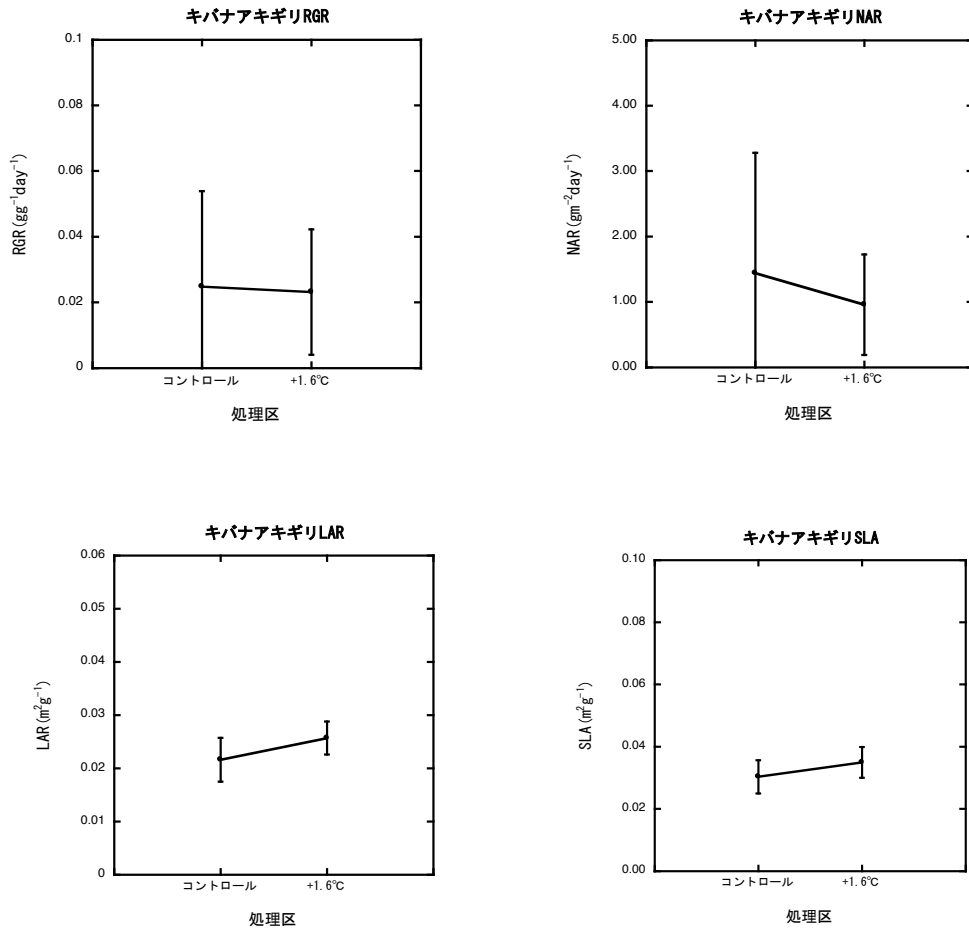 キバナアキギリRGR
0.1
0.08
0.06
0.04
0.02
0
RGR(gg⁻¹day⁻¹)
コントロール +1.6℃
処理区
キバナアキギリNAR
5.00
4.00
3.00
2.00
1.00
0.00
NAR(gm⁻²day⁻¹)
コントロール +1.6℃
処理区
キバナアキギリLAR
0.06
0.05
0.04
0.03
0.02
0.01
0
LAR(m²g⁻¹)
コントロール +1.6℃
処理区
キバナアキギリSLA
0.10
0.08
0.06
0.04
0.02
0.00
SLA(m²g⁻¹)
コントロール +1.6℃
処理区